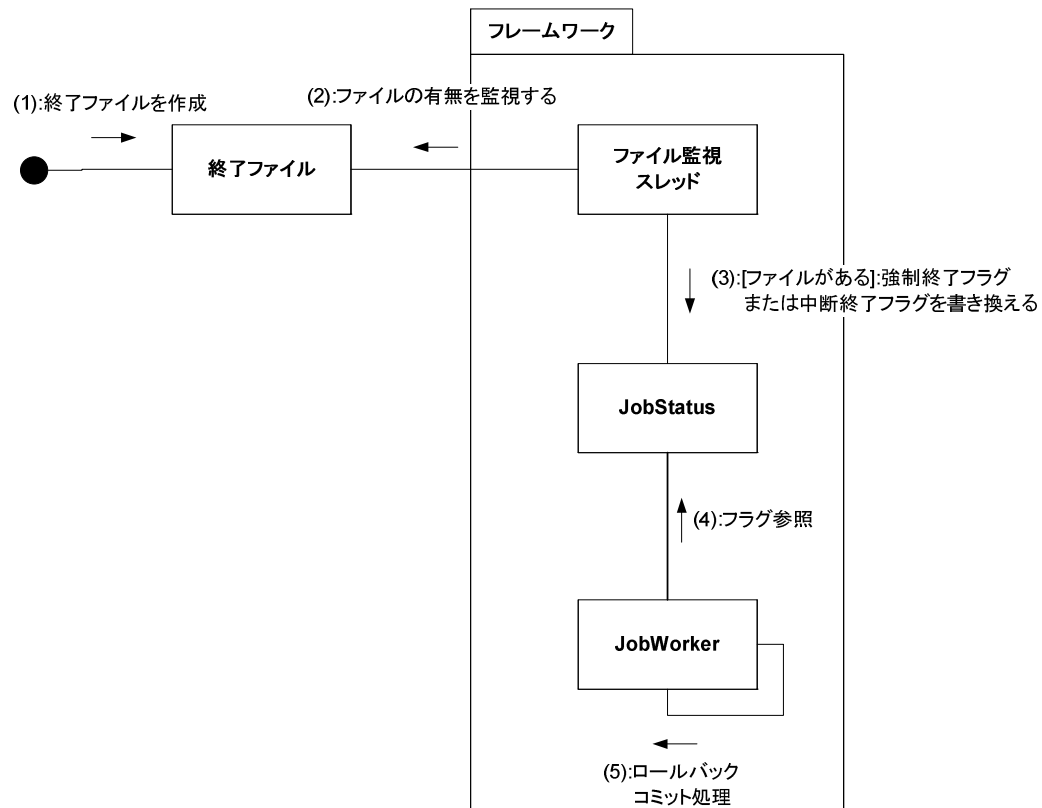 フレームワーク
(1):終了ファイルを作成
(2):ファイルの有無を監視する
終了ファイル
ファイル監視
スレッド
(3):[ファイルがある]:強制終了フラグ
または中断終了フラグを書き換える
JobStatus
(4):フラグ参照
JobWorker
(5):ロールバック
コミット処理